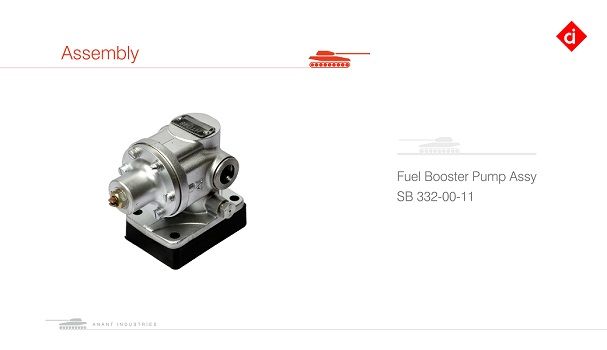 Assembly
Fuel Booster Pump Assy
SB 332-00-11
ANANT INDUSTRIES